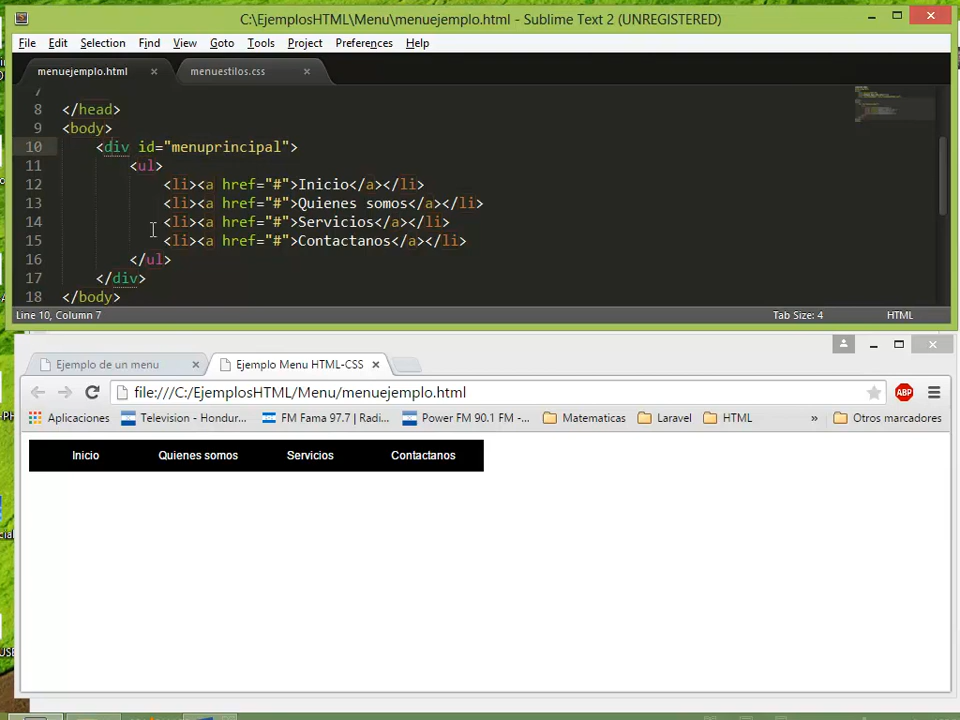 C:\EjemplosHTML\Menu\menuejemplo.html - Sublime Text 2 (UNREGISTERED)
File Edit Selection Find View Goto Tools Project Preferences Help
menuejemplo.html × menuestilos.css ×
7
8 </head>
9 <body>
10 <div id="menuprincipal">
11 <ul>
12 <li><a href="#">Inicio</a></li>
13 <li><a href="#">Quienes somos</a></li>
14 <li><a href="#">Servicios</a></li>
15 <li><a href="#">Contactanos</a></li>
16 </ul>
17 </div>
18 </body>
Line 10, Column 7 Tab Size: 4 HTML
Ejemplo de un menu × Ejemplo Menu HTML-CSS ×
file:///C:/EjemplosHTML/Menu/menuejemplo.html ABP
Aplicaciones Television - Hondur... FM Fama 97.7 | Radi... Power FM 90.1 FM -... Matematicas Laravel HTML » Otros marcadores
Inicio Quienes somos Servicios Contactanos